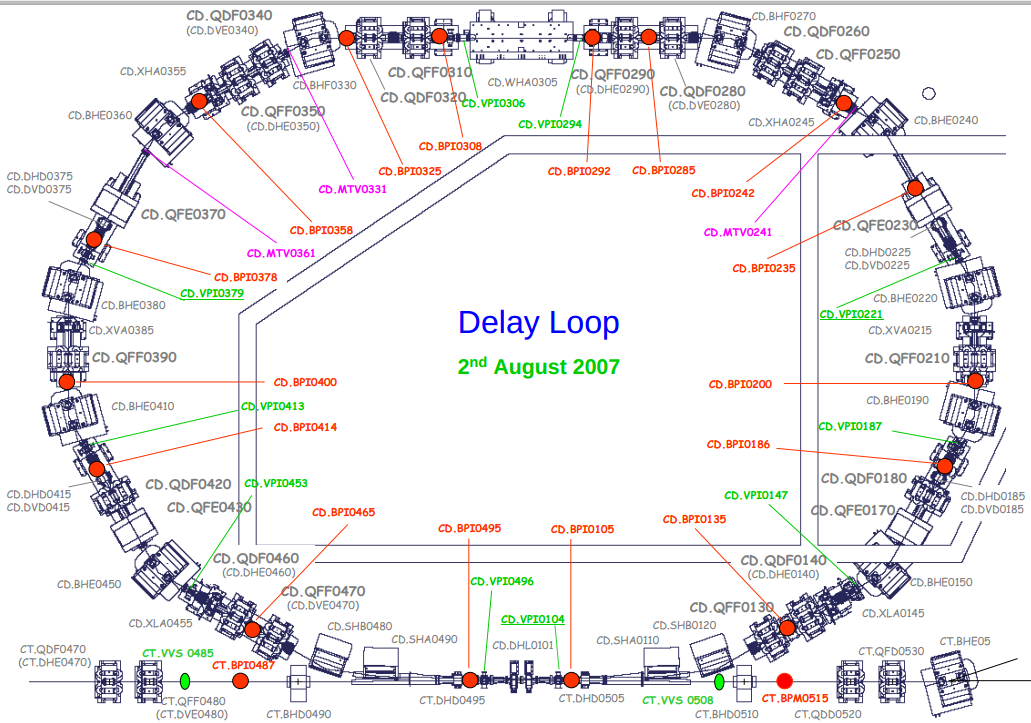 CD.QDF0340
(CD.DVE0340)
CD.BHF0270
CD.QDF0260
CD.QFF0250
CD.XHA0355
CD.QFF0310
CD.BHF0330
CD.QDF0320
CD.WHA0305
CD.QFF0290
(CD.DHE0290)
CD.QDF0280
(CD.DVE0280)
CD.VPI0306
CD.QFF0350
(CD.DHE0350)
CD.BHE0360
CD.VPI0294
CD.XHA0245
CD.BHE0240
CD.BPI0308
CD.BPI0325
CD.BPI0292
CD.BPI0285
CD.DHD0375
CD.DVD0375
CD.MTV0331
CD.BPI0242
CD.QFE0370
CD.BPI0358
CD.MTV0241
CD.QFE0230
CD.MTV0361
CD.DHD0225
CD.DVD0225
CD.BPI0378
CD.BPI0235
CD.VPI0379
CD.BHE0380
CD.BHE0220
CD.VPI0221
Delay Loop
CD.XVA0385
CD.XVA0215
CD.QFF0390
CD.QFF0210
2nd August 2007
CD.BPI0400
CD.BPI0200
CD.BHE0410
CD.VPI0413
CD.BHE0190
CD.BPI0414
CD.VPI0187
CD.BPI0186
CD.QDF0420
CD.VPI0453
CD.QDF0180
CD.DHD0415
CD.DVD0415
CD.VPI0147
CD.DHD0185
CD.DVD0185
CD.QFE0430
CD.BPI0465
CD.QFE0170
CD.BPI0495
CD.BPI0105
CD.BPI0135
CD.QDF0460
(CD.DHE0460)
CD.QDF0140
(CD.DHE0140)
CD.BHE0450
CD.VPI0496
CD.BHE0150
CD.QFF0470
(CD.DVE0470)
CD.QFF0130
CD.XLA0455
CD.VPI0104
CD.XLA0145
CD.SHB0480
CD.SHA0490
CD.DHL0101
CD.SHA0110
CD.SHB0120
CT.QDF0470
(CT.DHE0470)
CT.VVS 0485
CT.BPI0487
CT.BHE05
CT.QFD0530
CT.QFF0480
(CT.DVE0480)
CT.BHD0490
CT.DHD0495
CT.DHD0505
CT.VVS 0508
CT.BHD0510
CT.BPM0515
CT.QDD0520